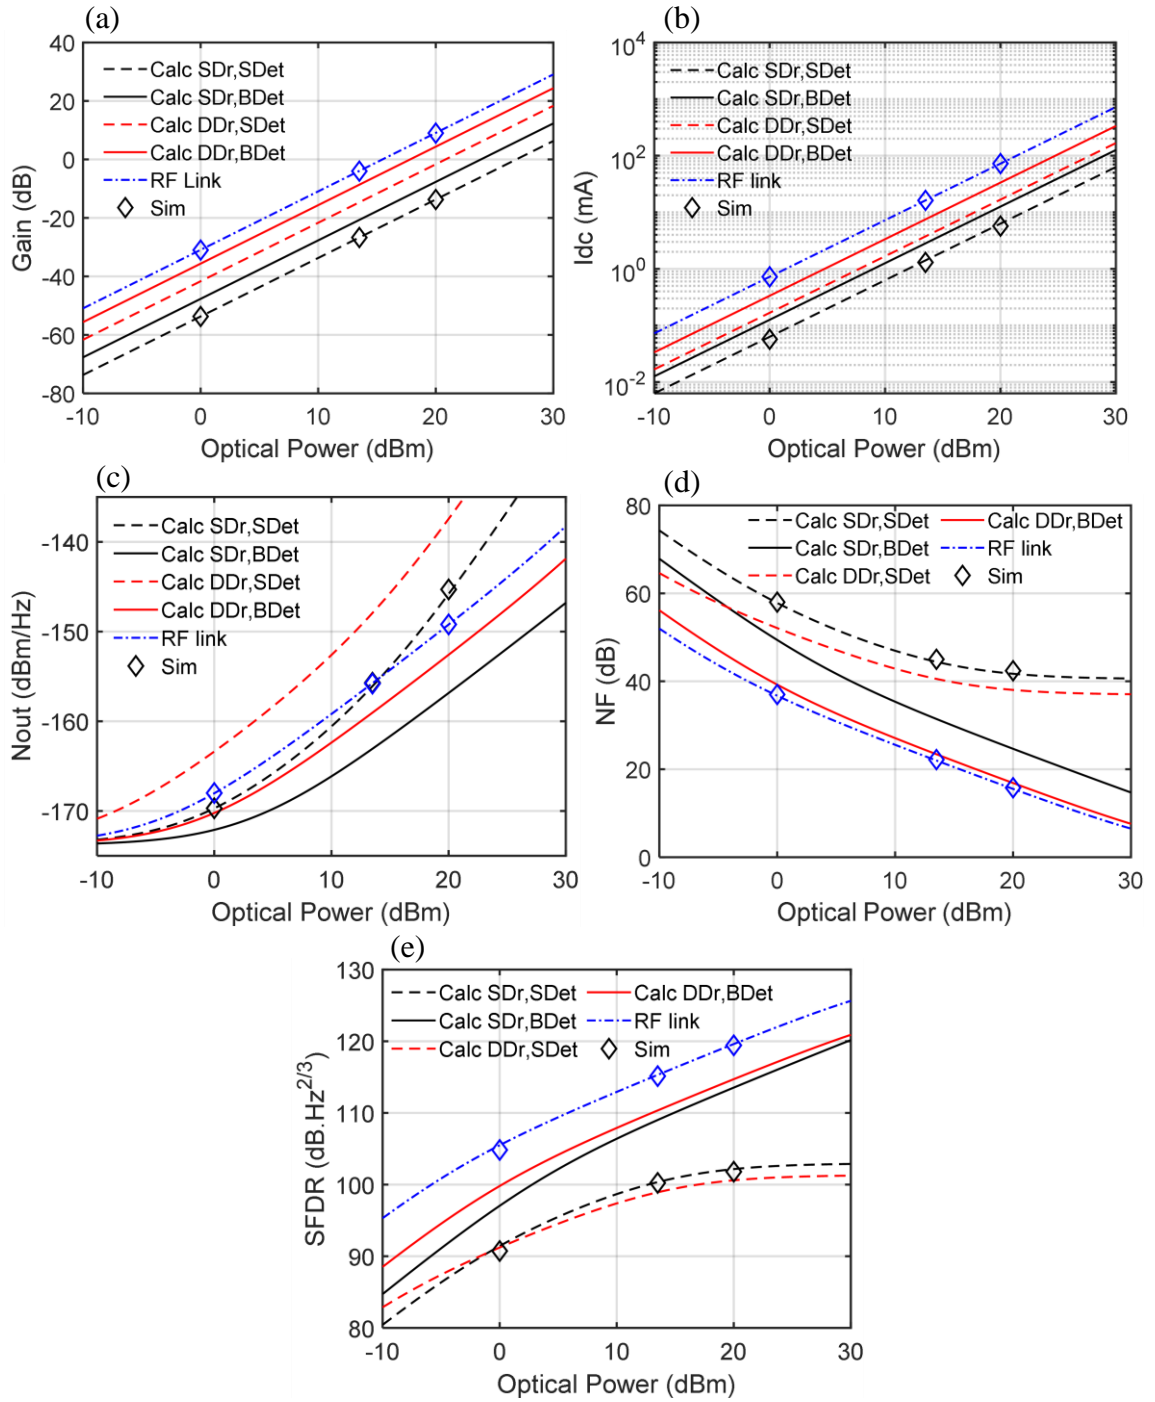 (a)
40
20
0
-20
-40
-60
-80
Gain (dB)
Calc SDr,SDet
Calc SDr,BDet
Calc DDr,SDet
Calc DDr,BDet
RF Link
Sim
-10 0 10 20 30
Optical Power (dBm)
(b)
10^4
10^2
10^0
10^-2
Idc (mA)
Calc SDr,SDet
Calc SDr,BDet
Calc DDr,SDet
Calc DDr,BDet
RF link
Sim
-10 0 10 20 30
Optical Power (dBm)
(c)
-140
-150
-160
-170
Nout (dBm/Hz)
Calc SDr,SDet
Calc SDr,BDet
Calc DDr,SDet
Calc DDr,BDet
RF link
Sim
-10 0 10 20 30
Optical Power (dBm)
(d)
80
60
40
20
0
NF (dB)
Calc SDr,SDet Calc DDr,BDet
Calc SDr,BDet RF link
Calc DDr,SDet Sim
-10 0 10 20 30
Optical Power (dBm)
(e)
130
120
110
100
90
80
SFDR (dB.Hz^2/3)
Calc SDr,SDet Calc DDr,BDet
Calc SDr,BDet RF link
Calc DDr,SDet Sim
-10 0 10 20 30
Optical Power (dBm)